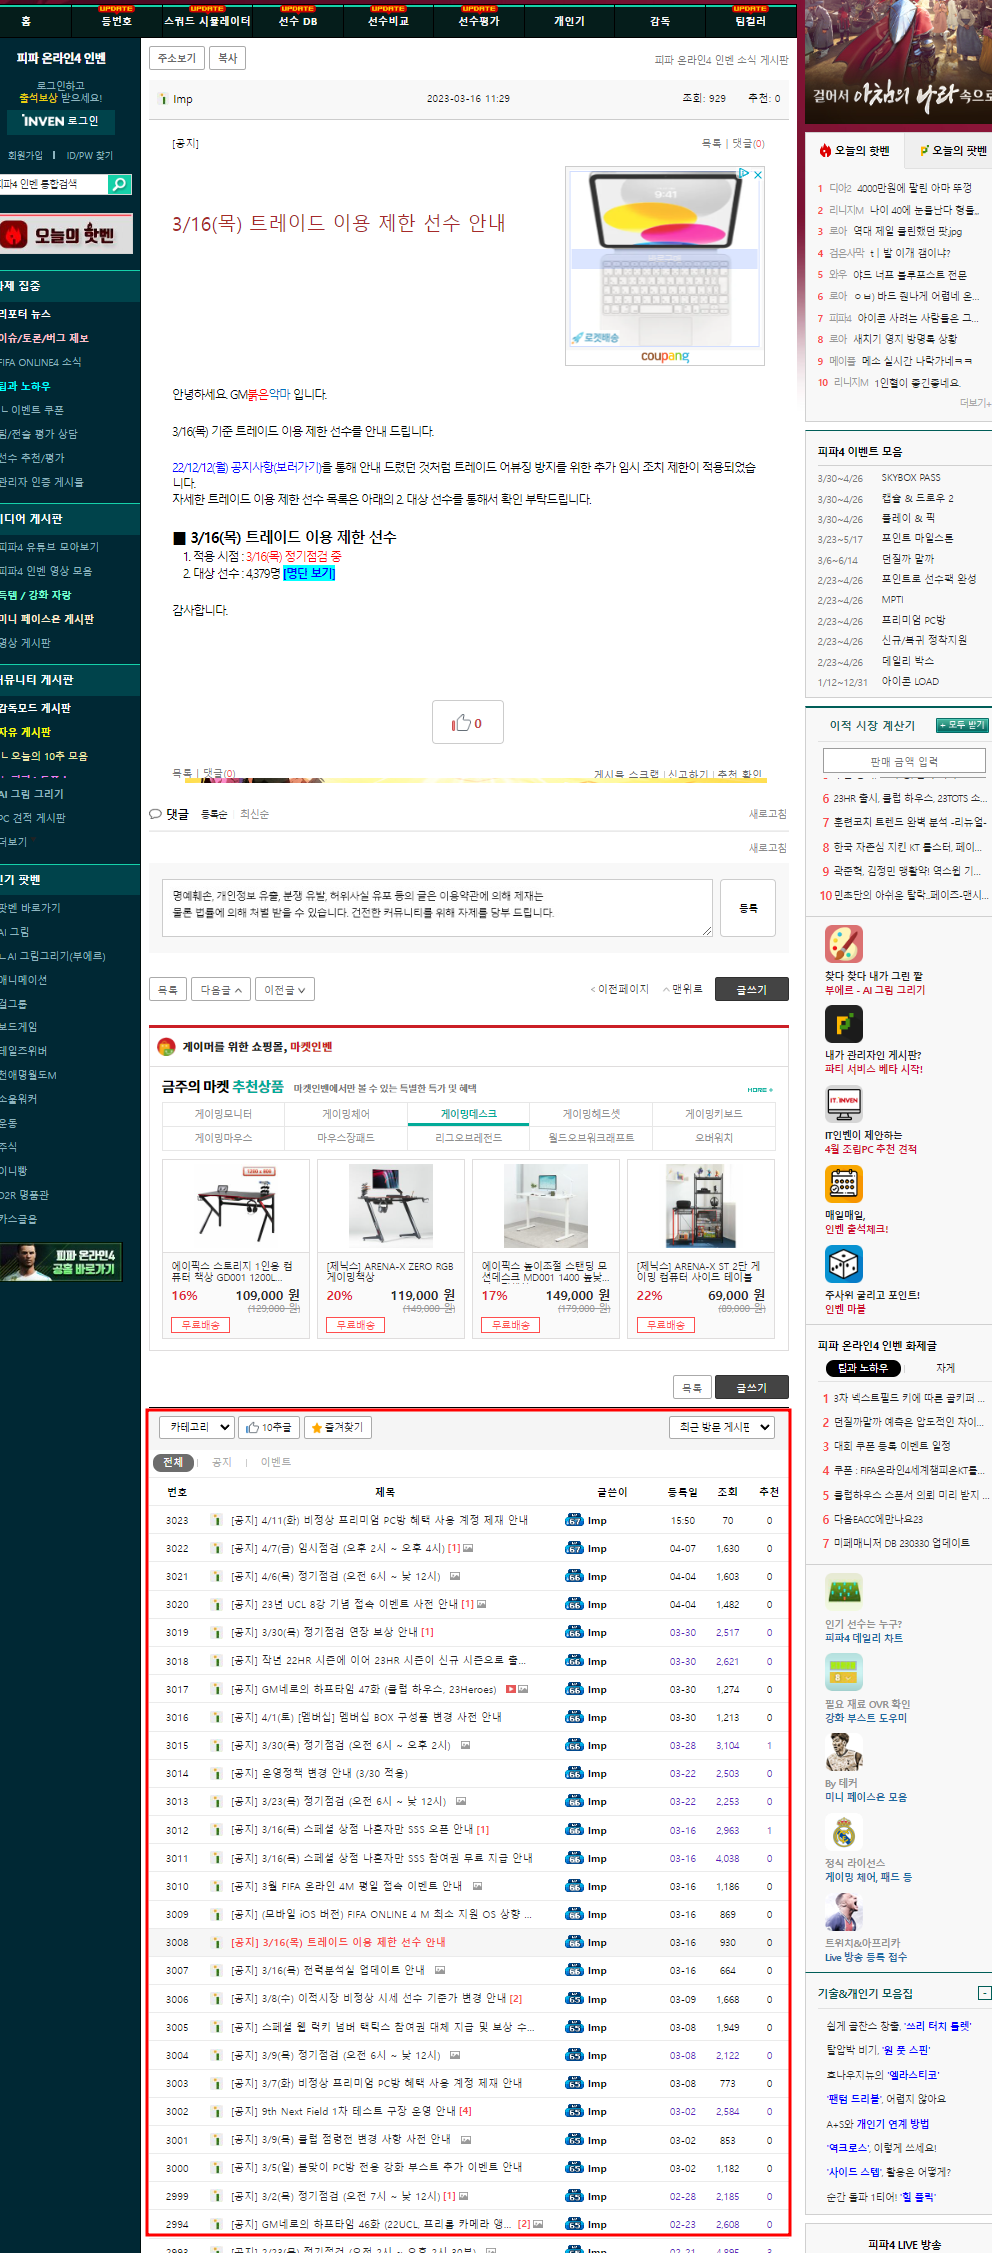 홈 등번호 스쿼드 시뮬레이터 선수 DB 선수비교 선수평가 개인기 감독 팀컬러
UPDATE UPDATE UPDATE UPDATE UPDATE UPDATE
피파 온라인4 인벤
로그인하고
출석보상 받으세요!
INVEN 로그인
회원가입 | ID/PW 찾기
피파4 인벤 통합검색
오늘의 핫벤
화제 집중
리포터 뉴스
이슈/토론/버그 제보
FIFA ONLINE4 소식
팁과 노하우
ㄴ이벤트 쿠폰
팀/전술 평가 상담
선수 추천/평가
관리자 인증 게시물
미디어 게시판
피파4 유튜브 모아보기
피파4 인벤 영상 모음
득템 / 강화 자랑
미니 페이스온 게시판
영상 게시판
커뮤니티 게시판
감독모드 게시판
자유 게시판
ㄴ오늘의 10추 모음
AI 그림 그리기
PC 견적 게시판
더보기
인기 팟벤
팟벤 바로가기
AI 그림
ㄴAI 그림그리기(부에르)
애니메이션
걸그룹
보드게임
테일즈위버
천애명월도M
소울워커
운동
주식
이니빵
D2R 명품관
카스글옵
피파 온라인4
공홈 바로가기
주소보기 복사 피파 온라인4 인벤 소식 게시판
Imp 2023-03-16 11:29 조회: 929 추천: 0
[공지] 목록 | 댓글(0)
3/16(목) 트레이드 이용 제한 선수 안내
로켓배송
coupang
안녕하세요. GM붉은악마 입니다.
3/16(목) 기준 트레이드 이용 제한 선수를 안내 드립니다.
22/12/12(월) 공지사항(보러가기)을 통해 안내 드렸던 것처럼 트레이드 어뷰징 방지를 위한 추가 임시 조치 제한이 적용되었습
니다.
자세한 트레이드 이용 제한 선수 목록은 아래의 2. 대상 선수를 통해서 확인 부탁드립니다.
■ 3/16(목) 트레이드 이용 제한 선수
1. 적용 시점 : 3/16(목) 정기점검 중
2. 대상 선수 : 4,379명 [명단 보기]
감사합니다.
0
목록 | 댓글(0) 게시물 스크랩 | 신고하기 | 추천 확인
댓글 등록순 최신순 새로고침
새로고침
명예훼손, 개인정보 유출, 분쟁 유발, 허위사실 유포 등의 글은 이용약관에 의해 제재는
물론 법률에 의해 처벌 받을 수 있습니다. 건전한 커뮤니티를 위해 자제를 당부 드립니다.
등록
목록 다음글 이전글 < 이전페이지 맨위로 글쓰기
게이머를 위한 쇼핑몰, 마켓인벤
금주의 마켓 추천상품 마켓인벤에서만 볼 수 있는 특별한 특가 및 혜택 MORE +
게이밍모니터 게이밍체어 게이밍데스크 게이밍헤드셋 게이밍키보드
게이밍마우스 마우스장패드 리그오브레전드 월드오브워크래프트 오버워치
에이픽스 스트리지 1인용 컴
퓨터 책상 GD001 1200L...
16% 109,000 원
(129,000 원)
무료배송
[제닉스] ARENA-X ZERO RGB
게이밍책상
20% 119,000 원
(149,000 원)
무료배송
에이픽스 높이조절 스탠딩 모
션데스크 MD001 1400 높낮...
17% 149,000 원
(179,000 원)
무료배송
[제닉스] ARENA-X ST 2단 게
이밍 컴퓨터 사이드 테이블
22% 69,000 원
(89,000 원)
무료배송
목록 글쓰기
카테고리 10추글 즐겨찾기 최근 방문 게시판
전체 | 공지 | 이벤트
번호 제목 글쓴이 등록일 조회 추천
3023 [공지] 4/11(화) 비정상 프리미엄 PC방 혜택 사용 계정 제재 안내 67 Imp 15:50 70 0
3022 [공지] 4/7(금) 임시점검 (오후 2시 ~ 오후 4시) [1] 67 Imp 04-07 1,630 0
3021 [공지] 4/6(목) 정기점검 (오전 6시 ~ 낮 12시) 66 Imp 04-04 1,603 0
3020 [공지] 23년 UCL 8강 기념 접속 이벤트 사전 안내 [1] 66 Imp 04-04 1,482 0
3019 [공지] 3/30(목) 정기점검 연장 보상 안내 [1] 66 Imp 03-30 2,517 0
3018 [공지] 작년 22HR 시즌에 이어 23HR 시즌이 신규 시즌으로 출... 66 Imp 03-30 2,621 0
3017 [공지] GM네로의 하프타임 47화 (클럽 하우스, 23Heroes) 66 Imp 03-30 1,274 0
3016 [공지] 4/1(토) [멤버십] 멤버십 BOX 구성품 변경 사전 안내 66 Imp 03-30 1,213 0
3015 [공지] 3/30(목) 정기점검 (오전 6시 ~ 오후 2시) 66 Imp 03-28 3,104 1
3014 [공지] 운영정책 변경 안내 (3/30 적용) 66 Imp 03-22 2,503 0
3013 [공지] 3/23(목) 정기점검 (오전 6시 ~ 낮 12시) 66 Imp 03-22 2,253 0
3012 [공지] 3/16(목) 스페셜 상점 나혼자만 SSS 오픈 안내 [1] 66 Imp 03-16 2,963 1
3011 [공지] 3/16(목) 스페셜 상점 나혼자만 SSS 참여권 무료 지급 안내 66 Imp 03-16 4,038 0
3010 [공지] 3월 FIFA 온라인 4M 평일 접속 이벤트 안내 66 Imp 03-16 1,186 0
3009 [공지] (모바일 iOS 버전) FIFA ONLINE 4 M 최소 지원 OS 상향 ... 66 Imp 03-16 869 0
3008 [공지] 3/16(목) 트레이드 이용 제한 선수 안내 66 Imp 03-16 930 0
3007 [공지] 3/16(목) 전력분석실 업데이트 안내 66 Imp 03-16 664 0
3006 [공지] 3/8(수) 이적시장 비정상 시세 선수 기준가 변경 안내 [2] 65 Imp 03-09 1,668 0
3005 [공지] 스페셜 웹 럭키 넘버 택틱스 참여권 대체 지급 및 보상 수... 65 Imp 03-08 1,949 0
3004 [공지] 3/9(목) 정기점검 (오전 6시 ~ 낮 12시) 65 Imp 03-08 2,122 0
3003 [공지] 3/7(화) 비정상 프리미엄 PC방 혜택 사용 계정 제재 안내 65 Imp 03-08 773 0
3002 [공지] 9th Next Field 1차 테스트 구장 운영 안내 [4] 65 Imp 03-02 2,584 0
3001 [공지] 3/9(목) 클럽 점령전 변경 사항 사전 안내 65 Imp 03-02 853 0
3000 [공지] 3/5(일) 봄맞이 PC방 전용 강화 부스트 추가 이벤트 안내 65 Imp 03-02 1,182 0
2999 [공지] 3/2(목) 정기점검 (오전 7시 ~ 낮 12시) [1] 65 Imp 02-28 2,185 0
2994 [공지] GM네로의 하프타임 46화 (22UCL, 프리롬 카메라 앵... [2] 65 Imp 02-23 2,608 0
걸어서 아침의 나라 속으로
오늘의 핫벤 오늘의 팟벤
1 디아2 4000만원에 팔린 아마 뚜껑
2 리니지M 나이 40에 눈물난다 형들..
3 로아 역대 제일 클린했던 팟.jpg
4 검은사막 t ㅣ발 이게 겜이냐?
5 와우 야드 너프 블루포스트 전문
6 로아 ㅇㅂ) 바드 줜나게 어렵네 온...
7 피파4 아이콘 사려는 사람들은 그...
8 로아 새치기 영지 방명록 상황
9 메이플 메소 실시간 나락가네ㅋㅋ
10 리니지M 1인혈이 좋긴좋네요.
더보기+
피파4 이벤트 모음
3/30~4/26 SKYBOX PASS
3/30~4/26 캡슐 & 드로우 2
3/30~4/26 플레이 & 픽
3/23~5/17 포인트 마일스톤
3/6~6/14 던질까 말까
2/23~4/26 포인트로 선수팩 완성
2/23~4/26 MPTI
2/23~4/26 프리미엄 PC방
2/23~4/26 신규/복귀 정착지원
2/23~4/26 데일리 박스
1/12~12/31 아이콘 LOAD
이적 시장 계산기 + 모두 받기
판매 금액 입력
6 23HR 출시, 클럽 하우스, 23TOTS 소...
7 훈련코치 트렌드 완벽 분석 -리뉴얼-
8 한국 자존심 지킨 KT 롤스터, 페이...
9 곽준혁, 김정민 맹활약! 역스윕 기...
10 민초단의 아쉬운 탈락..페이즈-맨시...
찾다 찾다 내가 그린 짤
부에르 - AI 그림 그리기
내가 관리자인 게시판?
파티 서비스 베타 시작!
IT. INVEN
IT인벤이 제안하는
4월 조립PC 추천 견적
매일매일,
인벤 출석체크!
주사위 굴리고 포인트!
인벤 마블
피파 온라인4 인벤 화제글
팁과 노하우 | 자게
1 3차 넥스트필드 키에 따른 골키퍼 ...
2 던질까말까 예측은 압도적인 차이...
3 대회 쿠폰 등록 이벤트 일정
4 쿠폰 : FIFA온라인4세계챔피온KT롤...
5 클럽하우스 스폰서 의뢰 미리 받지 ...
6 다음EACC에만나요23
7 미페매니저 DB 230330 업데이트
인기 선수는 누구?
피파4 데일리 차트
필요 재료 OVR 확인
강화 부스트 도우미
By 테커
미니 페이스온 모음
정식 라이선스
게이밍 체어, 패드 등
트위치&아프리카
Live 방송 등록 접수
기술&개인기 모음집 -
쉽게 골찬스 창출, '쓰리 터치 룰렛'
탈압박 비기, '원 풋 스핀'
호나우지뉴의 '엘라스티코'
'팬텀 드리블', 어렵지 않아요
A+S와 개인기 연계 방법
'역크로스', 이렇게 쓰세요!
'사이드 스텝', 활용은 어떻게?
순간 돌파 1티어! '힐 플릭'
피파4 LIVE 방송